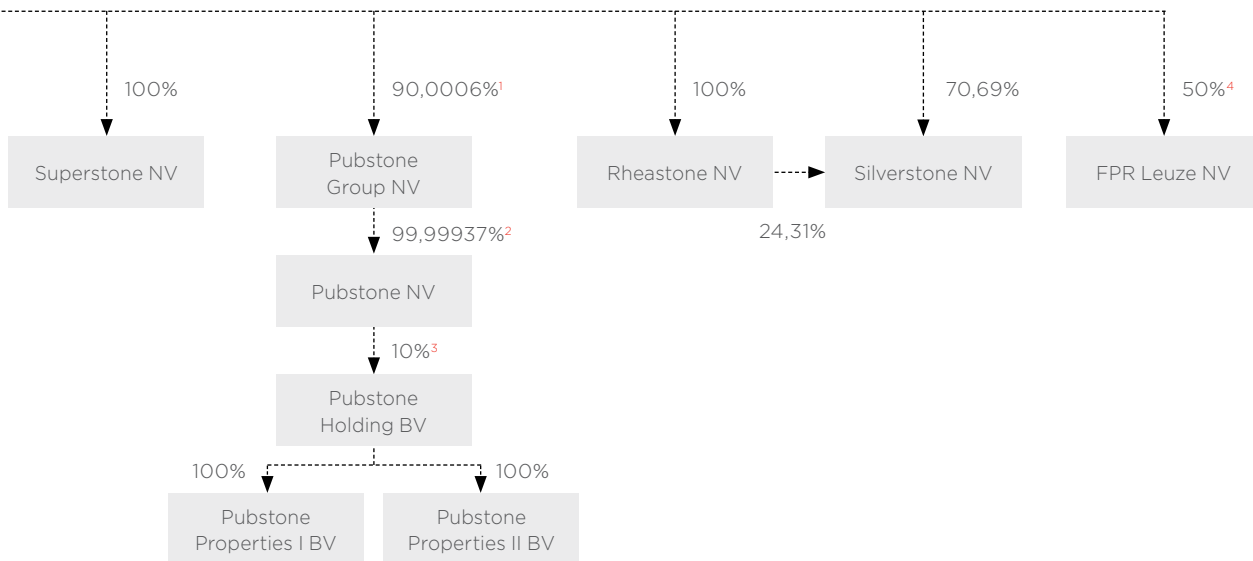 100%
90,0006%1
100%
70,69%
50%4
Superstone NV
Pubstone
Group NV
Rheastone NV
Silverstone NV
FPR Leuze NV
24,31%
99,99937%2
Pubstone NV
10%3
Pubstone
Holding BV
100%
100%
Pubstone
Properties I BV
Pubstone
Properties II BV